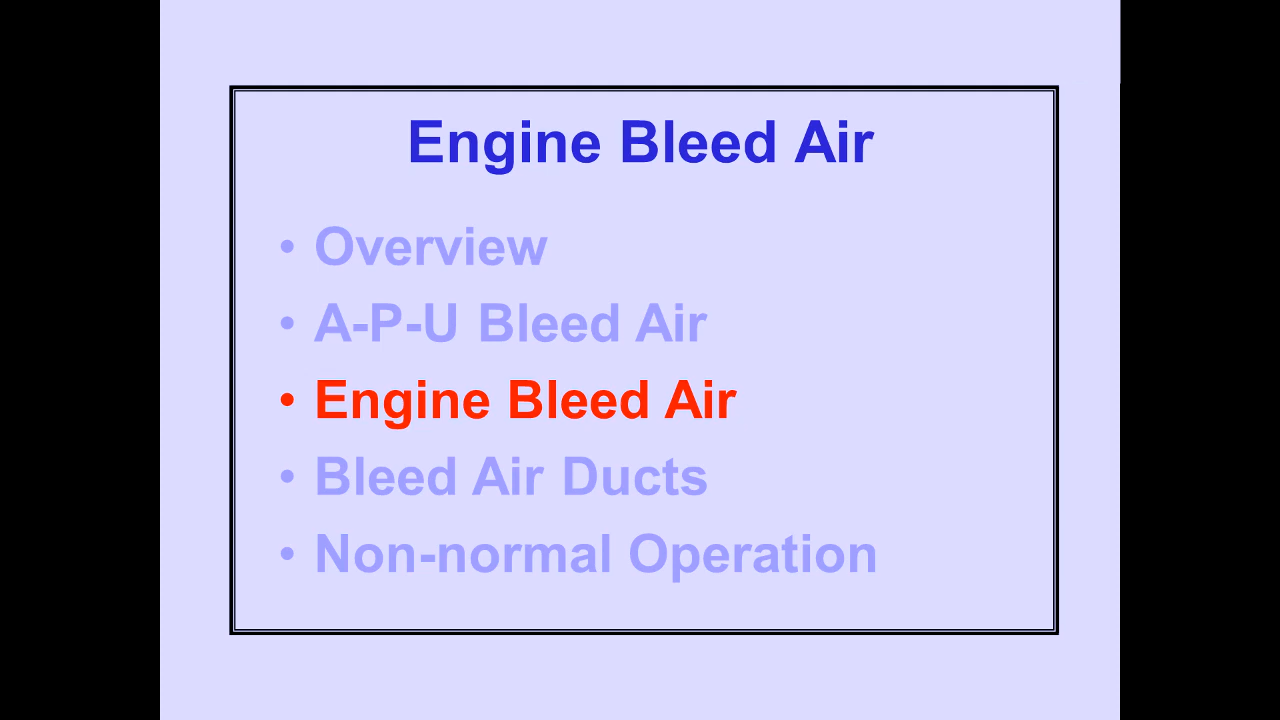 Engine Bleed Air
• Overview
• A-P-U Bleed Air
• Engine Bleed Air
• Bleed Air Ducts
• Non-normal Operation